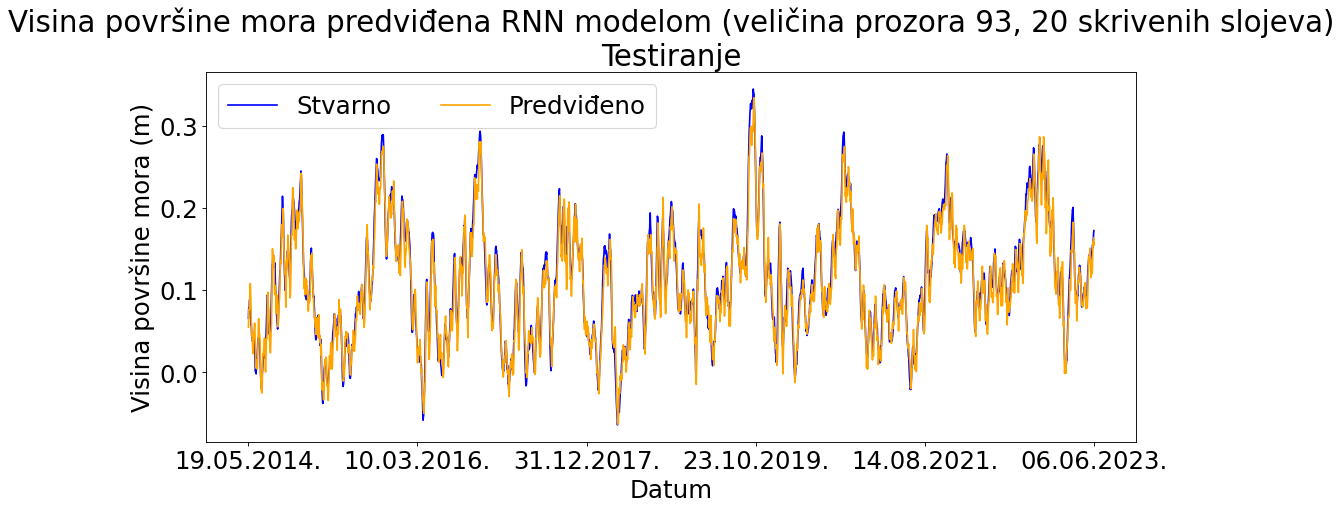 Visina površine mora predviđena RNN modelom (veličina prozora 93, 20 skrivenih slojeva)
Testiranje
Stvarno Predviđeno
Visina površine mora (m)
0.3
0.2
0.1
0.0
19.05.2014. 10.03.2016. 31.12.2017. 23.10.2019. 14.08.2021. 06.06.2023.
Datum